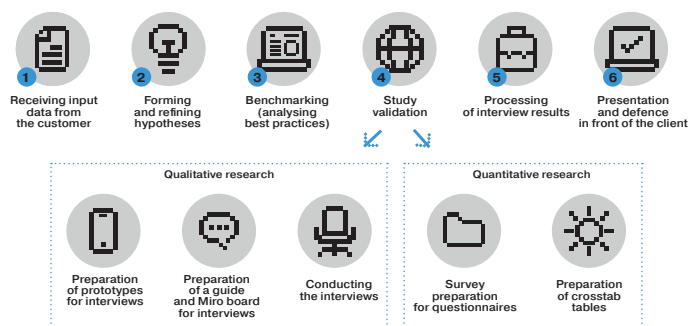 1
Receiving input
data from
the customer
2
Forming
and refining
hypotheses
3
Benchmarking
(analysing
best practices)
4
Study
validation
5
Processing
of interview results
6
Presentation
and defence
in front of the client
Qualitative research
Preparation
of prototypes
for interviews
Preparation
of a guide
and Miro board
for interviews
Conducting
the interviews
Quantitative research
Survey
preparation
for questionnaires
Preparation
of crosstab
tables